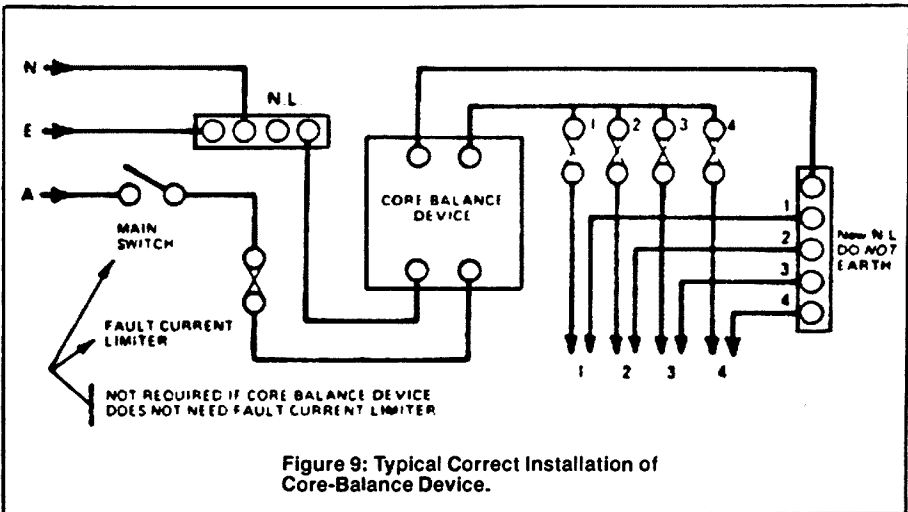 N
N.L.
E
A
MAIN
SWITCH
FAULT CURRENT
LIMITER
NOT REQUIRED IF CORE BALANCE DEVICE
DOES NOT NEED FAULT CURRENT LIMITER
CORE BALANCE
DEVICE
1 2 3 4
1
2
3
4
New N.L
DO NOT
EARTH
1 2 3 4
Figure 9: Typical Correct Installation of
Core-Balance Device.